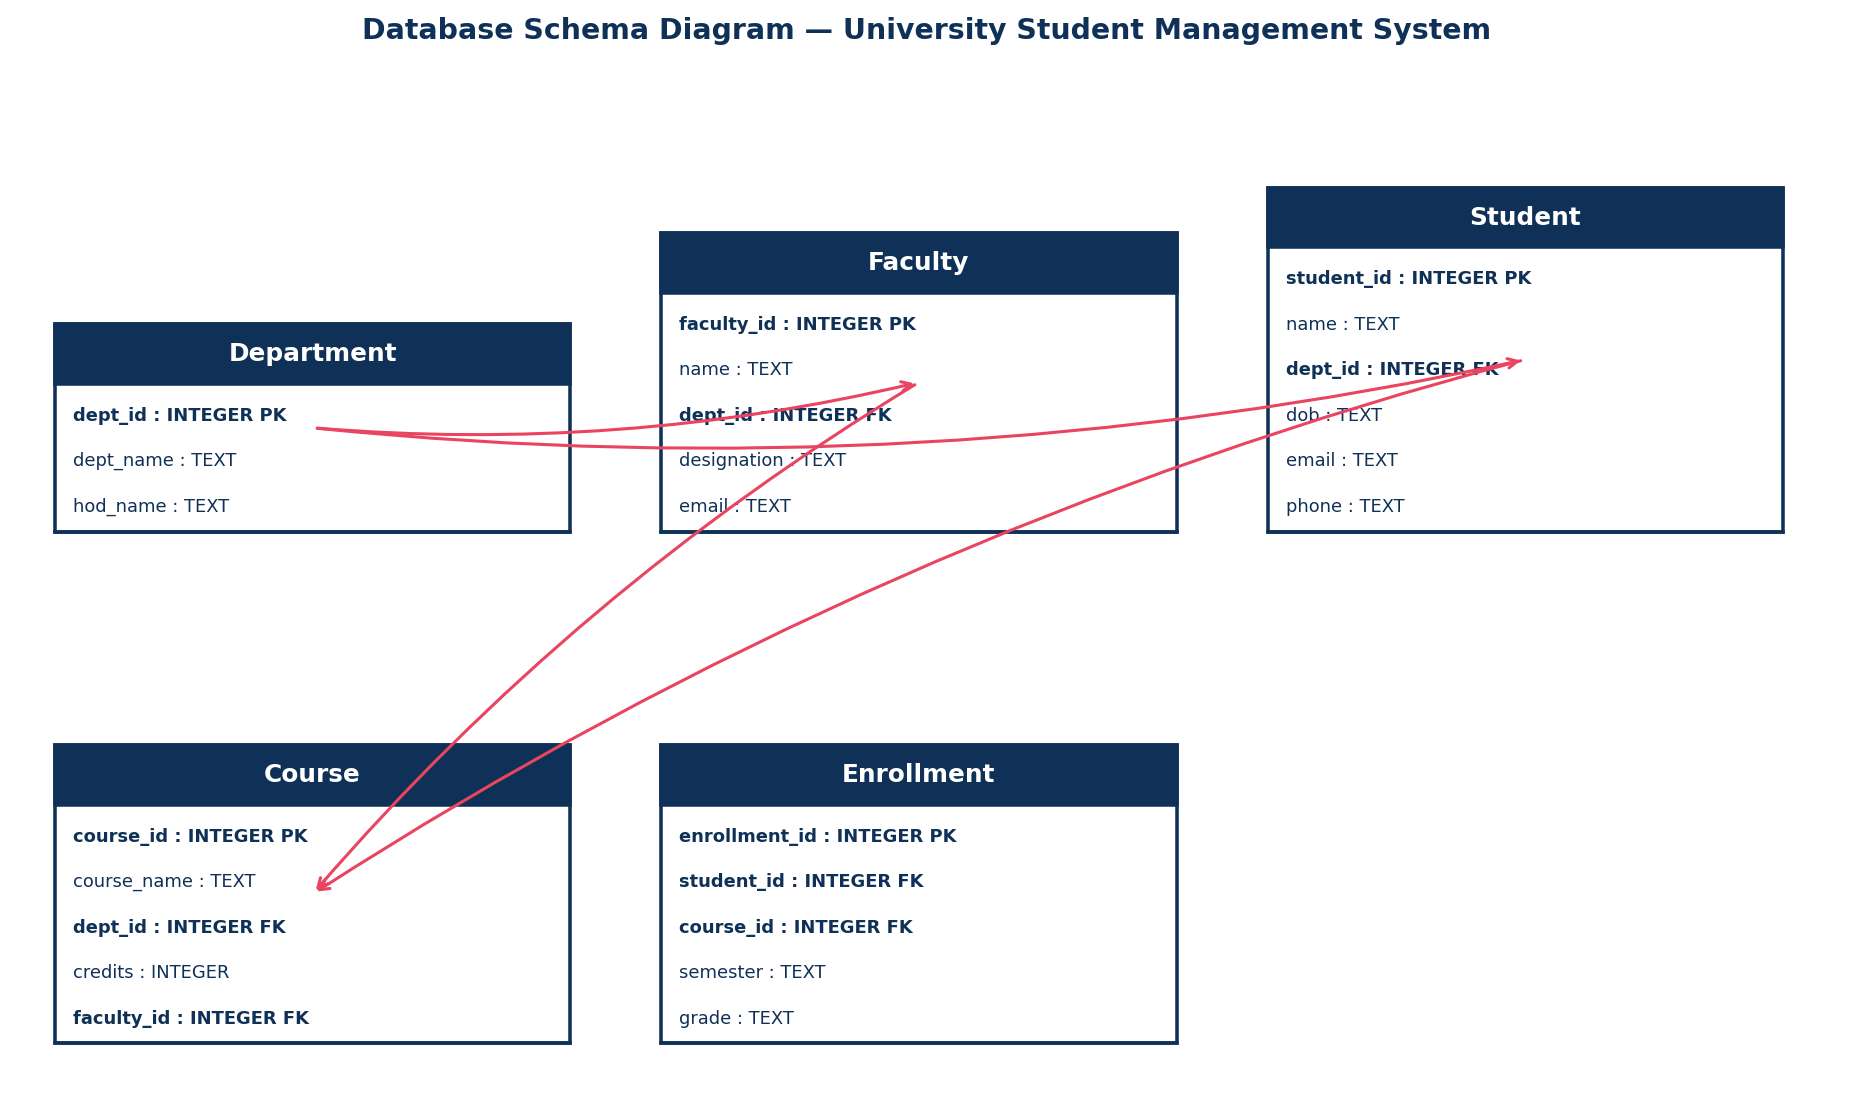 Database Schema Diagram — University Student Management System
Department
dept_id : INTEGER PK
dept_name : TEXT
hod_name : TEXT
Faculty
faculty_id : INTEGER PK
name : TEXT
dept_id : INTEGER FK
designation : TEXT
email : TEXT
Student
student_id : INTEGER PK
name : TEXT
dept_id : INTEGER FK
dob : TEXT
email : TEXT
phone : TEXT
Course
course_id : INTEGER PK
course_name : TEXT
dept_id : INTEGER FK
credits : INTEGER
faculty_id : INTEGER FK
Enrollment
enrollment_id : INTEGER PK
student_id : INTEGER FK
course_id : INTEGER FK
semester : TEXT
grade : TEXT